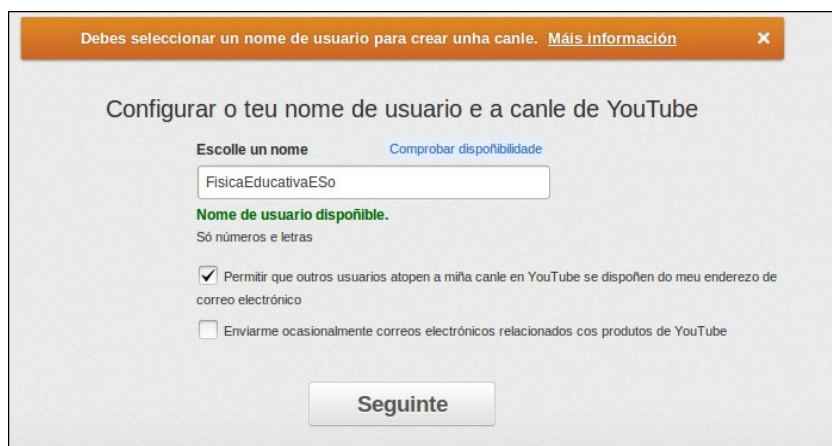 Debes seleccionar un nome de usuario para crear unha canle. Máis información
Configurar o teu nome de usuario e a canle de YouTube
Escolle un nome Comprobar dispoñibilidade
FisicaEducativaESo
Nome de usuario dispoñible.
Só números e letras
Permitir que outros usuarios atopen a miña canle en YouTube se dispoñen do meu enderezo de
correo electrónico
Enviarme ocasionalmente correos electrónicos relacionados cos produtos de YouTube
Seguinte